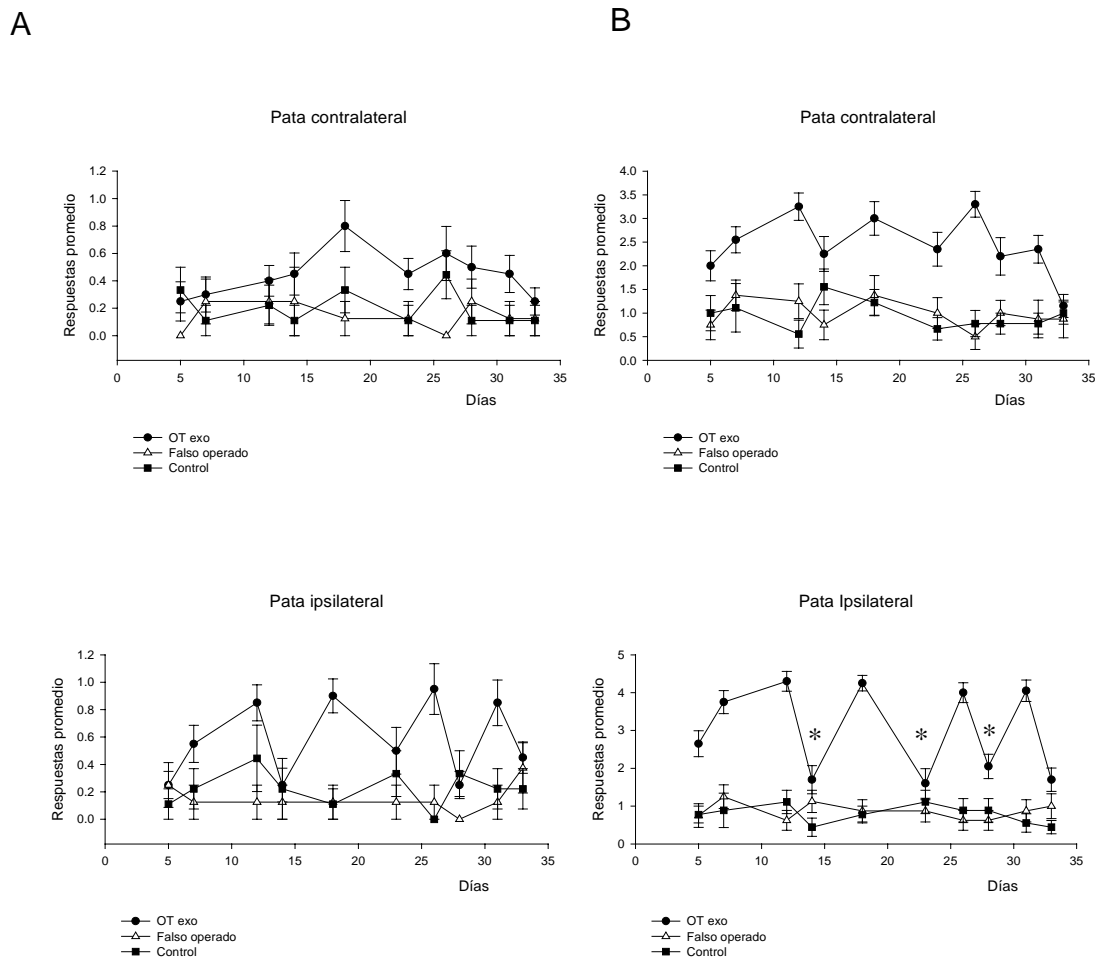 A
B
Pata contralateral
Respuestas promedio
1.2
1.0
0.8
0.6
0.4
0.2
0.0
0 5 10 15 20 25 30 35
Días
OT exo
Falso operado
Control
Pata contralateral
Respuestas promedio
4.0
3.5
3.0
2.5
2.0
1.5
1.0
0.5
0.0
0 5 10 15 20 25 30 35
Días
OT exo
Falso operado
Control
Pata ipsilateral
Respuestas promedio
1.2
1.0
0.8
0.6
0.4
0.2
0.0
0 5 10 15 20 25 30 35
Días
OT exo
Falso operado
Control
Pata Ipsilateral
Respuestas promedio
5
4
3
2
1
0
* * *
0 5 10 15 20 25 30 35
Días
OT exo
Falso operado
Control